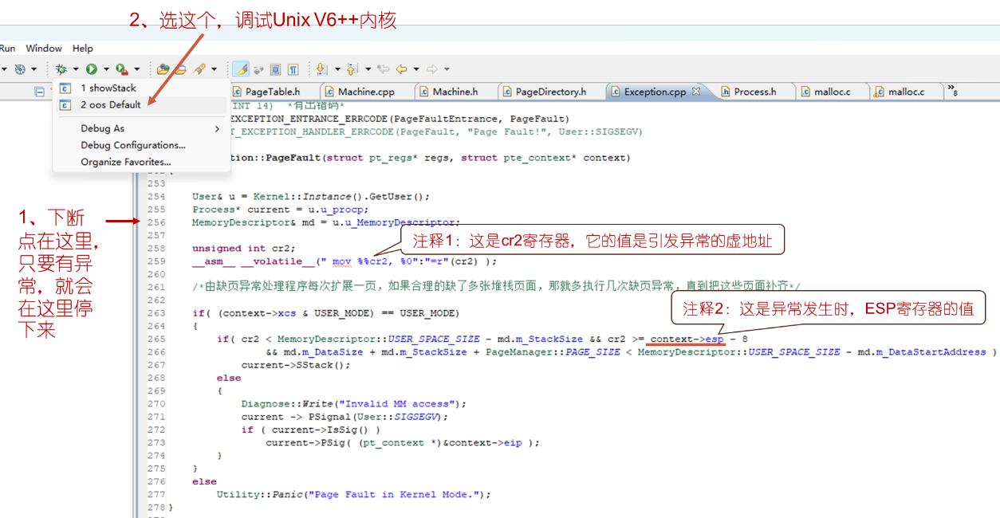 2、选这个，调试Unix V6++内核
Run Window Help
1 showStack
2 oos Default
Debug As
Debug Configurations...
Organize Favorites...
PageTable.h Machine.cpp Machine.h PageDirectory.h Exception.cpp Process.h malloc.c malloc.c »8
INT 14) *有出错码*
EXCEPTION_ENTRANCE_ERRCODE(PageFaultEntrance, PageFault)
T_EXCEPTION_HANDLER_ERRCODE(PageFault, "Page Fault!", User::SIGSEGV)
tion::PageFault(struct pt_regs* regs, struct pte_context* context)
253
254 User& u = Kernel::Instance().GetUser();
255 Process* current = u.u_procp;
256 MemoryDescriptor& md = u.u_MemoryDescriptor;
257
258 unsigned int cr2;
259 __asm__ __volatile__(" mov %%cr2, %0":"=r"(cr2) );
260
261 /*由缺页异常处理程序每次扩展一页，如果合理的缺了多张堆栈页面，那就多执行几次缺页异常，直到把这些页面补齐*/
262
263 if( (context->xcs & USER_MODE) == USER_MODE)
264 {
265 if( cr2 < MemoryDescriptor::USER_SPACE_SIZE - md.m_StackSize && cr2 >= context->esp - 8
266 && md.m_DataSize + md.m_StackSize + PageManager::PAGE_SIZE < MemoryDescriptor::USER_SPACE_SIZE - md.m_DataStartAddress )
267 current->SStack();
268 else
269 {
270 Diagnose::Write("Invalid MM access");
271 current -> PSignal(User::SIGSEGV);
272 if ( current->IsSig() )
273 current->PSig( (pt_context *)&context->eip );
274 }
275 }
276 else
277 Utility::Panic("Page Fault in Kernel Mode.");
278 }
1、下断
点在这里，
只要有异
常，就会
在这里停
下来
注释1：这是cr2寄存器，它的值是引发异常的虚地址
注释2：这是异常发生时，ESP寄存器的值